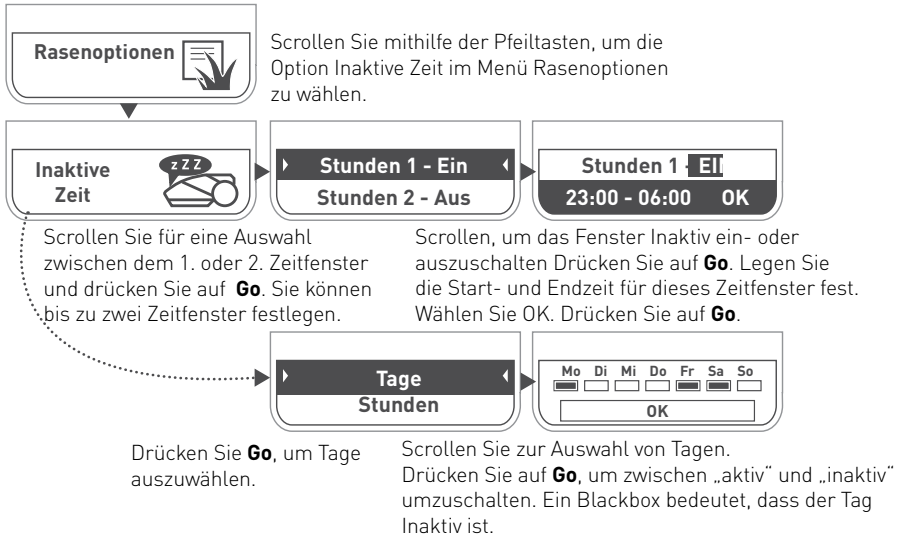 Rasenoptionen
Scrollen Sie mithilfe der Pfeiltasten, um die
Option Inaktive Zeit im Menü Rasenoptionen
zu wählen.
Inaktive
Zeit
zZZ
Stunden 1 - Ein
Stunden 2 - Aus
Stunden 1 -
23:00 - 06:00 OK
Scrollen Sie für eine Auswahl
zwischen dem 1. oder 2. Zeitfenster
und drücken Sie auf Go. Sie können
bis zu zwei Zeitfenster festlegen.
Scrollen, um das Fenster Inaktiv ein- oder
auszuschalten Drücken Sie auf Go. Legen Sie
die Start- und Endzeit für dieses Zeitfenster fest.
Wählen Sie OK. Drücken Sie auf Go.
Tage
Stunden
Mo Di Mi Do Fr Sa So
OK
Drücken Sie Go, um Tage
auszuwählen.
Scrollen Sie zur Auswahl von Tagen.
Drücken Sie auf Go, um zwischen „aktiv“ und „inaktiv“
umzuschalten. Ein Blackbox bedeutet, dass der Tag
Inaktiv ist.